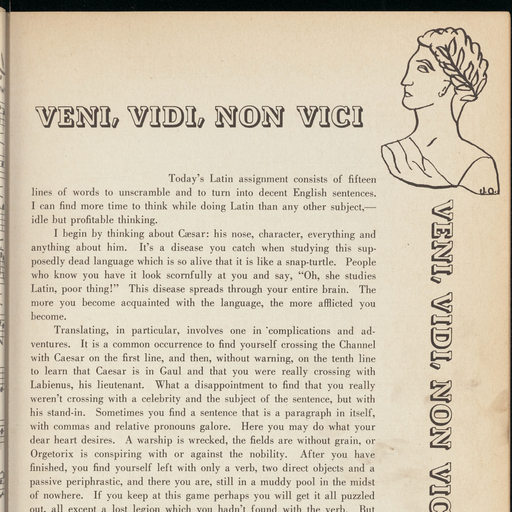 VENI, VIDI, NON VICI
Today's Latin assignment consists of fifteen
lines of words to unscramble and to turn into decent English sentences.
I can find more time to think while doing Latin than any other subject,—
idle but profitable thinking.
I begin by thinking about Cæsar: his nose, character, everything and
anything about him. It's a disease you catch when studying this sup-
posedly dead language which is so alive that it is like a snap-turtle. People
who know you have it look scornfully at you and say, "Oh, she studies
Latin, poor thing!" This disease spreads through your entire brain. The
more you become acquainted with the language, the more afflicted you
become.
Translating, in particular, involves one in complications and ad-
ventures. It is a common occurrence to find yourself crossing the Channel
with Caesar on the first line, and then, without warning, on the tenth line
to learn that Caesar is in Gaul and that you were really crossing with
Labienus, his lieutenant. What a disappointment to find that you really
weren't crossing with a celebrity and the subject of the sentence, but with
his stand-in. Sometimes you find a sentence that is a paragraph in itself,
with commas and relative pronouns galore. Here you may do what your
dear heart desires. A warship is wrecked, the fields are without grain, or
Orgetorix is conspiring with or against the nobility. After you have
finished, you find yourself left with only a verb, two direct objects and a
passive periphrastic, and there you are, still in a muddy pool in the midst
of nowhere. If you keep at this game perhaps you will get it all puzzled
out, all except a lost legion which you hadn't found with the verb. But
J.O.
VENI, VIDI, NON VIC